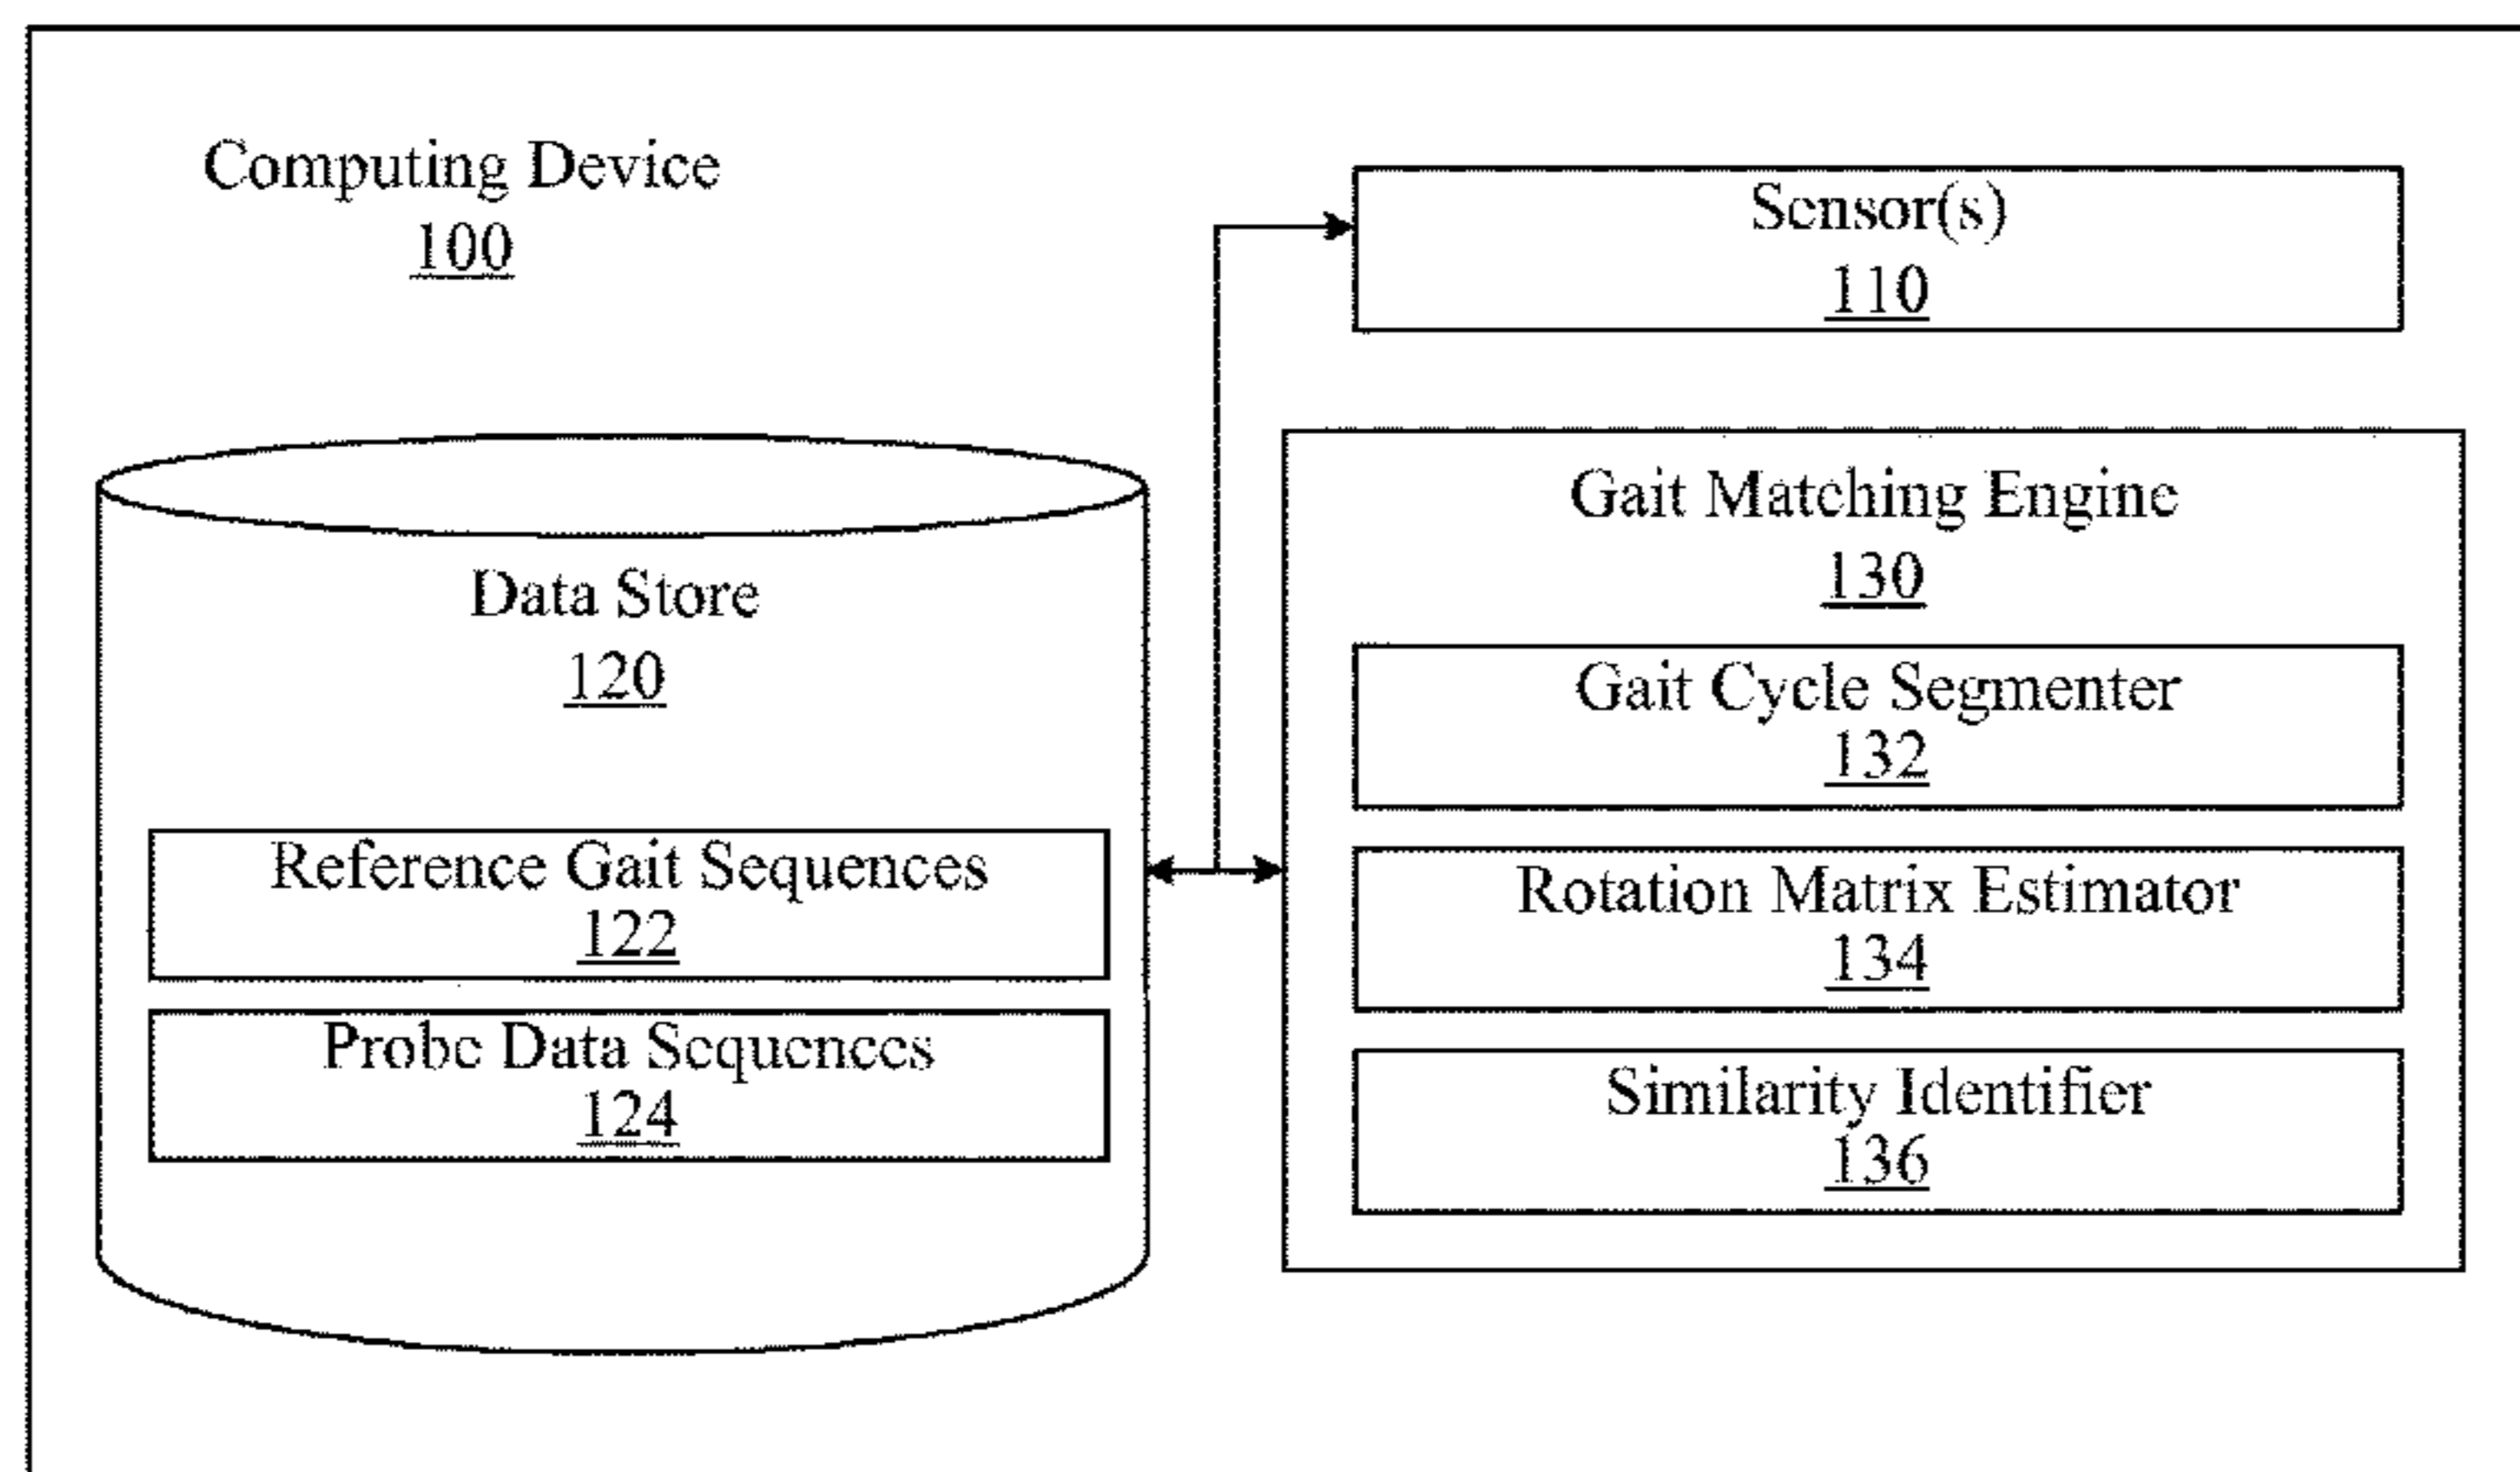 Computing Device
100
Sensor(s)
110
Data Store
120
Reference Gait Sequences
122
Probe Data Sequences
124
Gait Matching Engine
130
Gait Cycle Segmenter
132
Rotation Matrix Estimator
134
Similarity Identifier
136